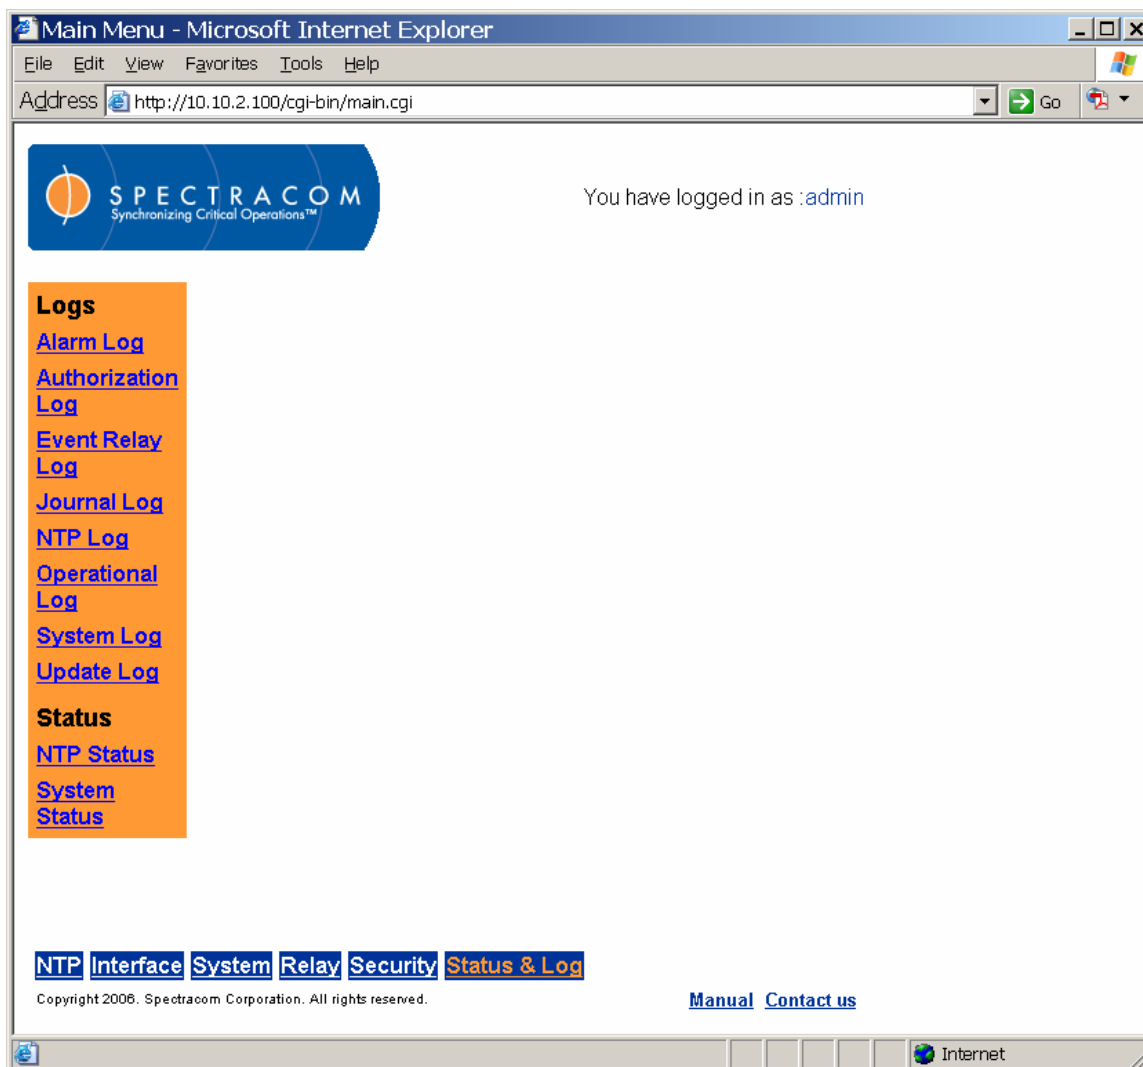 Main Menu - Microsoft Internet Explorer
File Edit View Favorites Tools Help
Address http://10.10.2.100/cgi-bin/main.cgi Go
SPECTRACOM
Synchronizing Critical Operations™
You have logged in as :admin
Logs
Alarm Log
Authorization
Log
Event Relay
Log
Journal Log
NTP Log
Operational
Log
System Log
Update Log
Status
NTP Status
System
Status
NTP Interface System Relay Security Status & Log
Copyright 2006. Spectracom Corporation. All rights reserved.
Manual Contact us
Internet